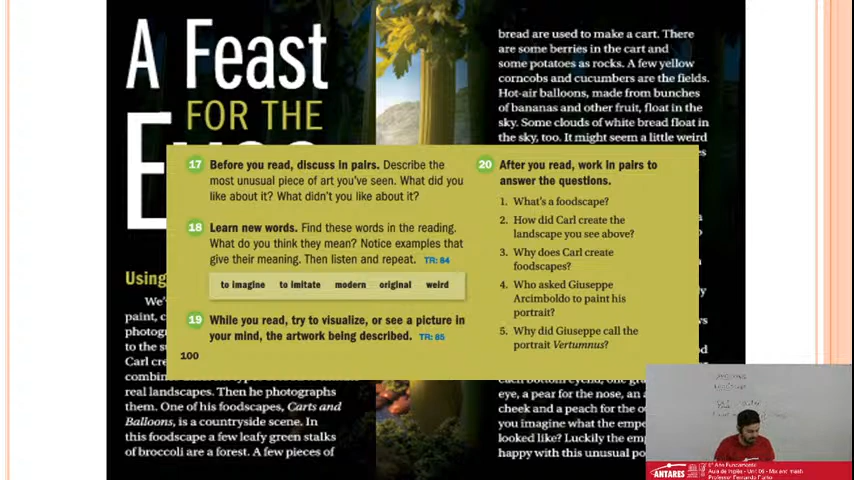 A Feast
FOR THE
17 Before you read, discuss in pairs. Describe the
most unusual piece of art you've seen. What did you
like about it? What didn't you like about it?
18 Learn new words. Find these words in the reading.
What do you think they mean? Notice examples that
give their meaning. Then listen and repeat. TR: 84
to imagine to imitate modern original weird
19 While you read, try to visualize, or see a picture in
your mind, the artwork being described. TR: 85
100
Using
We'
paint, c
photog
to the s
Carl cre
combin
real landscapes. Then he photographs
them. One of his foodscapes, Carts and
Balloons, is a countryside scene. In
this foodscape a few leafy green stalks
of broccoli are a forest. A few pieces of
bread are used to make a cart. There
are some berries in the cart and
some potatoes as rocks. A few yellow
corncobs and cucumbers are the fields.
Hot-air balloons, made from bunches
of bananas and other fruit, float in the
sky. Some clouds of white bread float in
the sky, too. It might seem a little weird
20 After you read, work in pairs to
answer the questions.
1. What's a foodscape?
2. How did Carl create the
landscape you see above?
3. Why does Carl create
foodscapes?
4. Who asked Giuseppe
Arcimboldo to paint his
portrait?
5. Why did Giuseppe call the
portrait Vertumnus?
eye, a pear for the nose, an a
cheek and a peach for the o
you imagine what the emp
looked like? Luckily the emp
happy with this unusual po
ANTARES
Professor Fernando